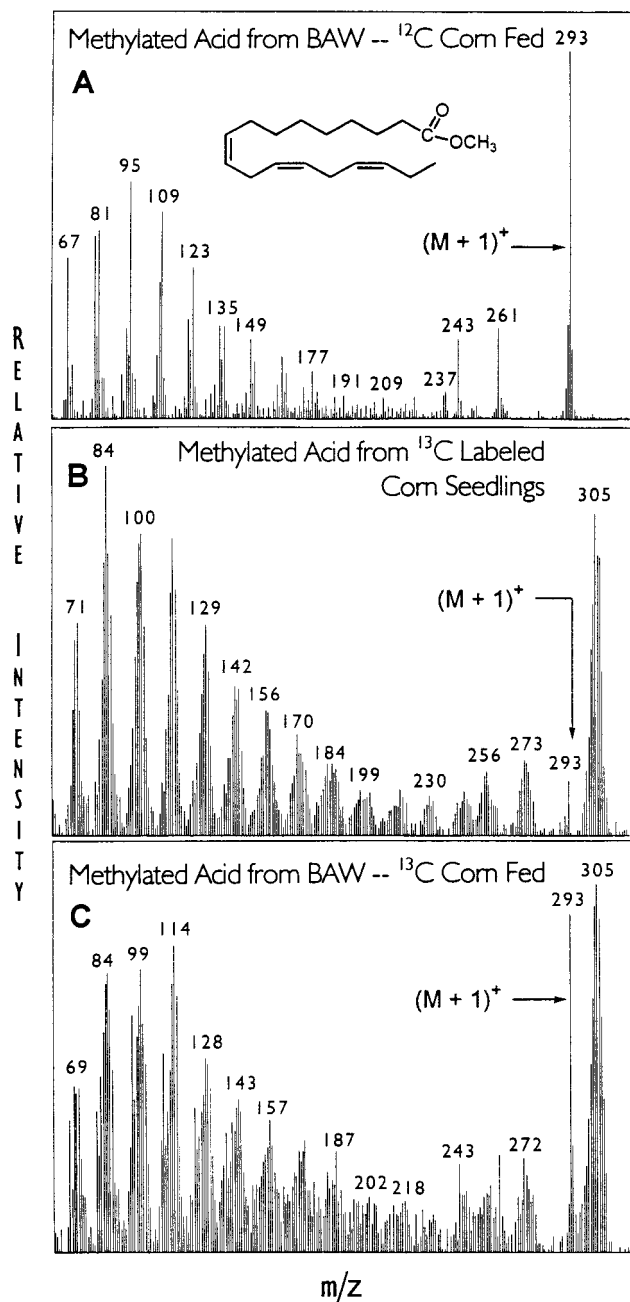 RELATIVE INTENSITY
Methylated Acid from BAW -- ¹²C Corn Fed
293
A
O
C
OCH₃
95
109
81
67
123
(M + 1)⁺
135
149
243
261
177
191
209
237
84
Methylated Acid from ¹³C Labeled
B
Corn Seedlings
100
305
71
129
(M + 1)⁺
142
156
170
184
199
230
256
273
293
Methylated Acid from BAW -- ¹³C Corn Fed
305
C
293
114
84
99
(M + 1)⁺
128
69
143
157
187
243
272
202
218
m/z